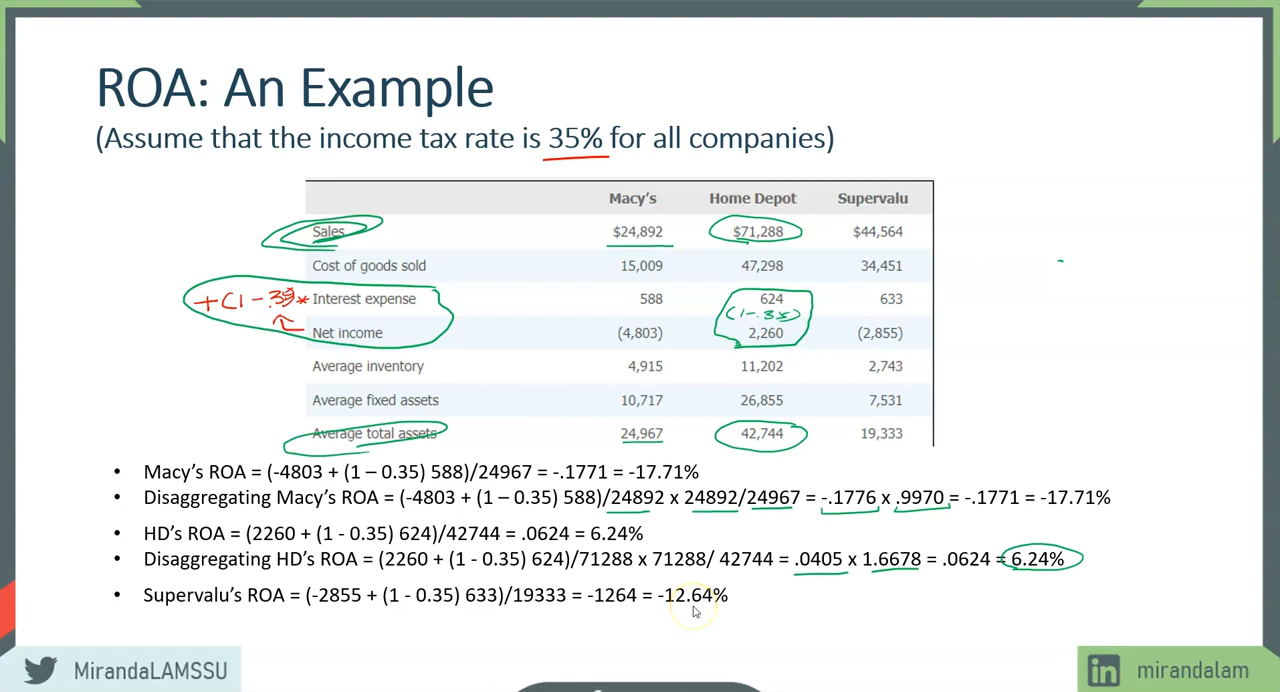 ROA: An Example
(Assume that the income tax rate is 35% for all companies)
Macy's Home Depot Supervalu
Sales $24,892 $71,288 $44,564
Cost of goods sold 15,009 47,298 34,451
+(1-.35)* Interest expense 588 624 633
(1-.35)
Net income (4,803) 2,260 (2,855)
Average inventory 4,915 11,202 2,743
Average fixed assets 10,717 26,855 7,531
Average total assets 24,967 42,744 19,333
• Macy's ROA = (-4803 + (1 – 0.35) 588)/24967 = -.1771 = -17.71%
• Disaggregating Macy's ROA = (-4803 + (1 – 0.35) 588)/24892 x 24892/24967 = -.1776 x .9970 = -.1771 = -17.71%
• HD's ROA = (2260 + (1 - 0.35) 624)/42744 = .0624 = 6.24%
• Disaggregating HD's ROA = (2260 + (1 - 0.35) 624)/71288 x 71288/ 42744 = .0405 x 1.6678 = .0624 = 6.24%
• Supervalu's ROA = (-2855 + (1 - 0.35) 633)/19333 = -1264 = -12.64%
MirandaLAMSSU
in mirandalam